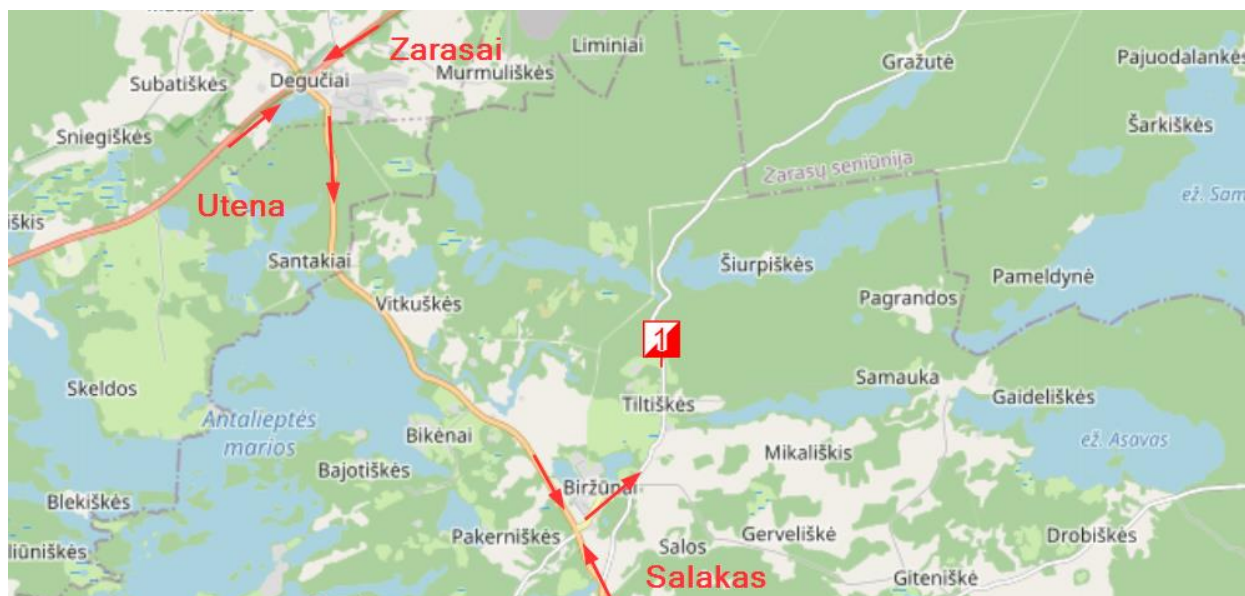 Zarasai
Liminiai
Gražutė
Pajuodalankės
Degučiai
Murmuliškės
Subatiškės
Šarkiškės
Sniegiškės
Zarasų seniūnija
Utena
iškis
ež. Sam
Santakiai
Šiurpiškės
Pameldynė
Vitkuškės
Pagrandos
1
Skeldos
Samauka
Gaideliškės
Tiltiškės
Antalieptės
marios
Bikėnai
ež. Asavas
Mikališkis
Bajotiškės
Biržūnai
Blekiškės
Pakerniškės
Gerveliškė
Drobiškės
Salos
liūniškės
Salakas
Giteniškė